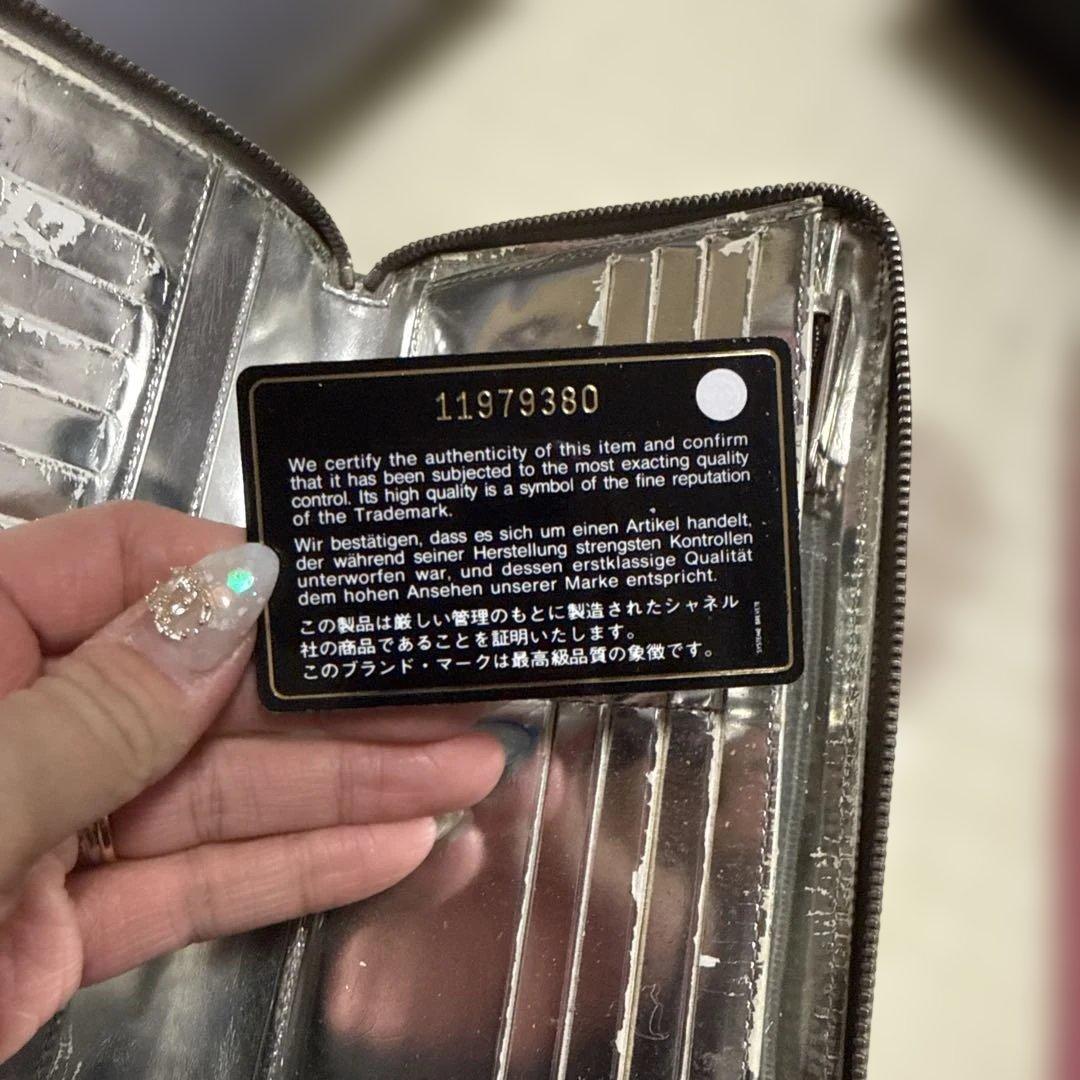 11979380
We certify the authenticity of this item and confirm
that it has been subjected to the most exacting quality
control. Its high quality is a symbol of the fine reputation
of the Trademark.
Wir bestätigen, dass es sich um einen Artikel handelt,
der während seiner Herstellung strengsten Kontrollen
unterworfen war, und dessen erstklassige Qualität
dem hohen Ansehen unserer Marke entspricht.
この製品は厳しい管理のもとに製造されたシャネル
社の商品であることを証明いたします。
このブランド・マークは最高級品質の象徴です。